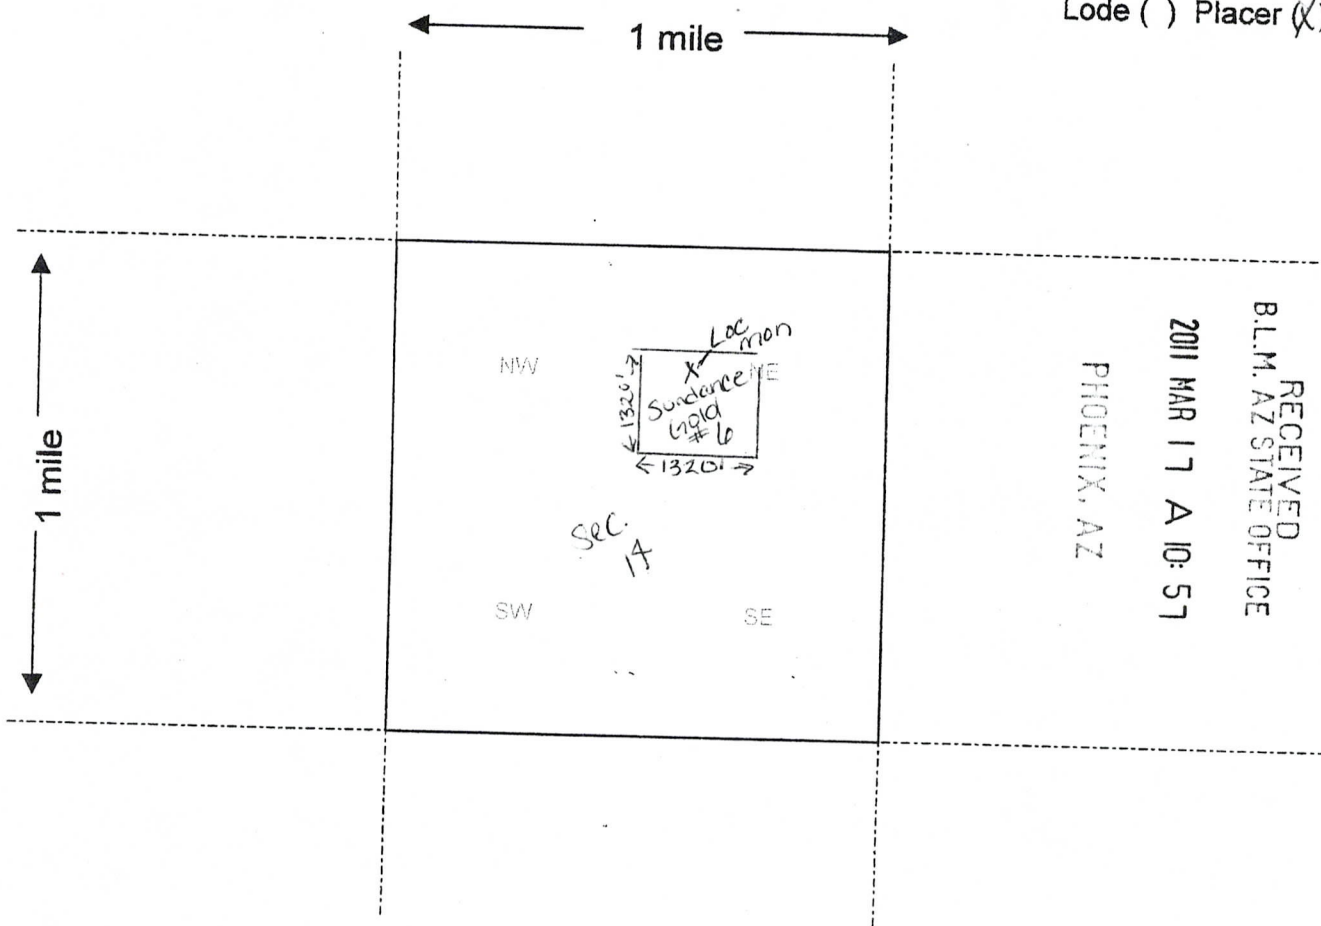 Lode ( ) Placer (X)
1 mile
1 mile
NW
NE
Loc
mon
X
Sundance
Gold
# 6
← 1320' →
← 1320' →
Sec.
14
SW
SE
RECEIVED
B.L.M. AZ STATE OFFICE
2011 MAR 17 A 10:57
PHOENIX, AZ